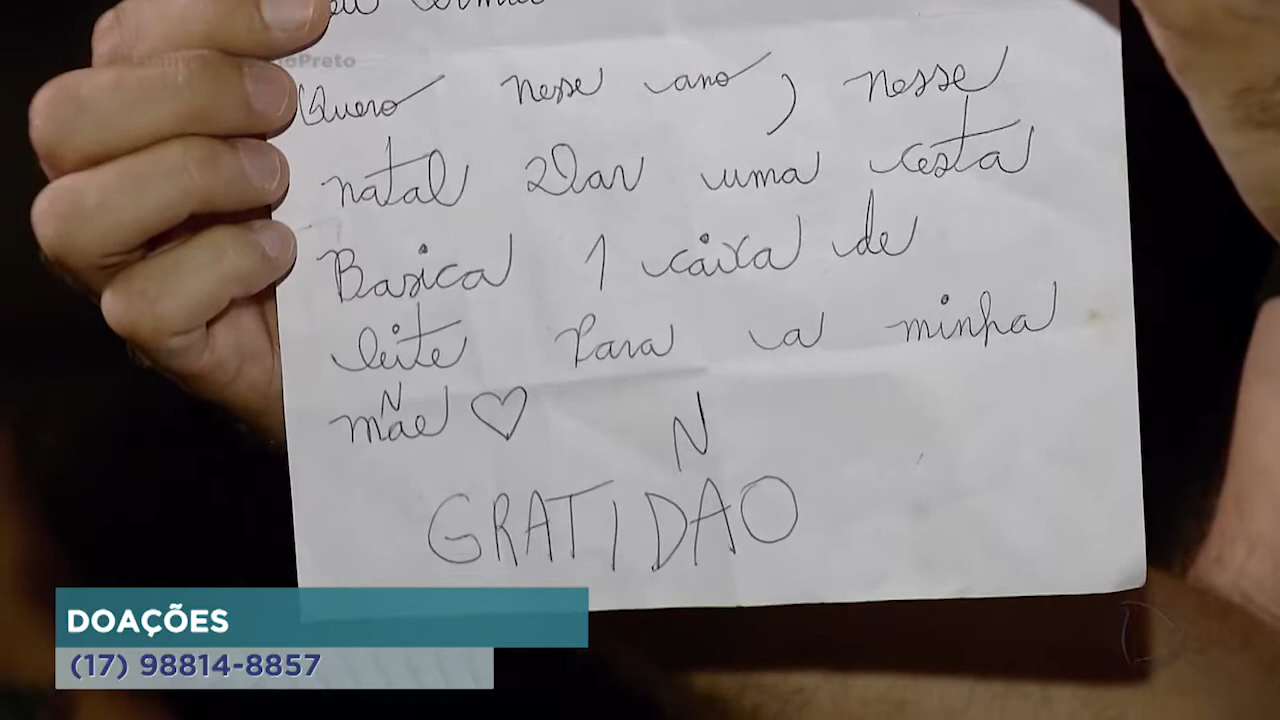 Quero nesse ano, nesse
natal Dar uma cesta
Basica 1 caixa de
leite Para a minha
mãe ♡
GRATIDÃO
DOAÇÕES
(17) 98814-8857